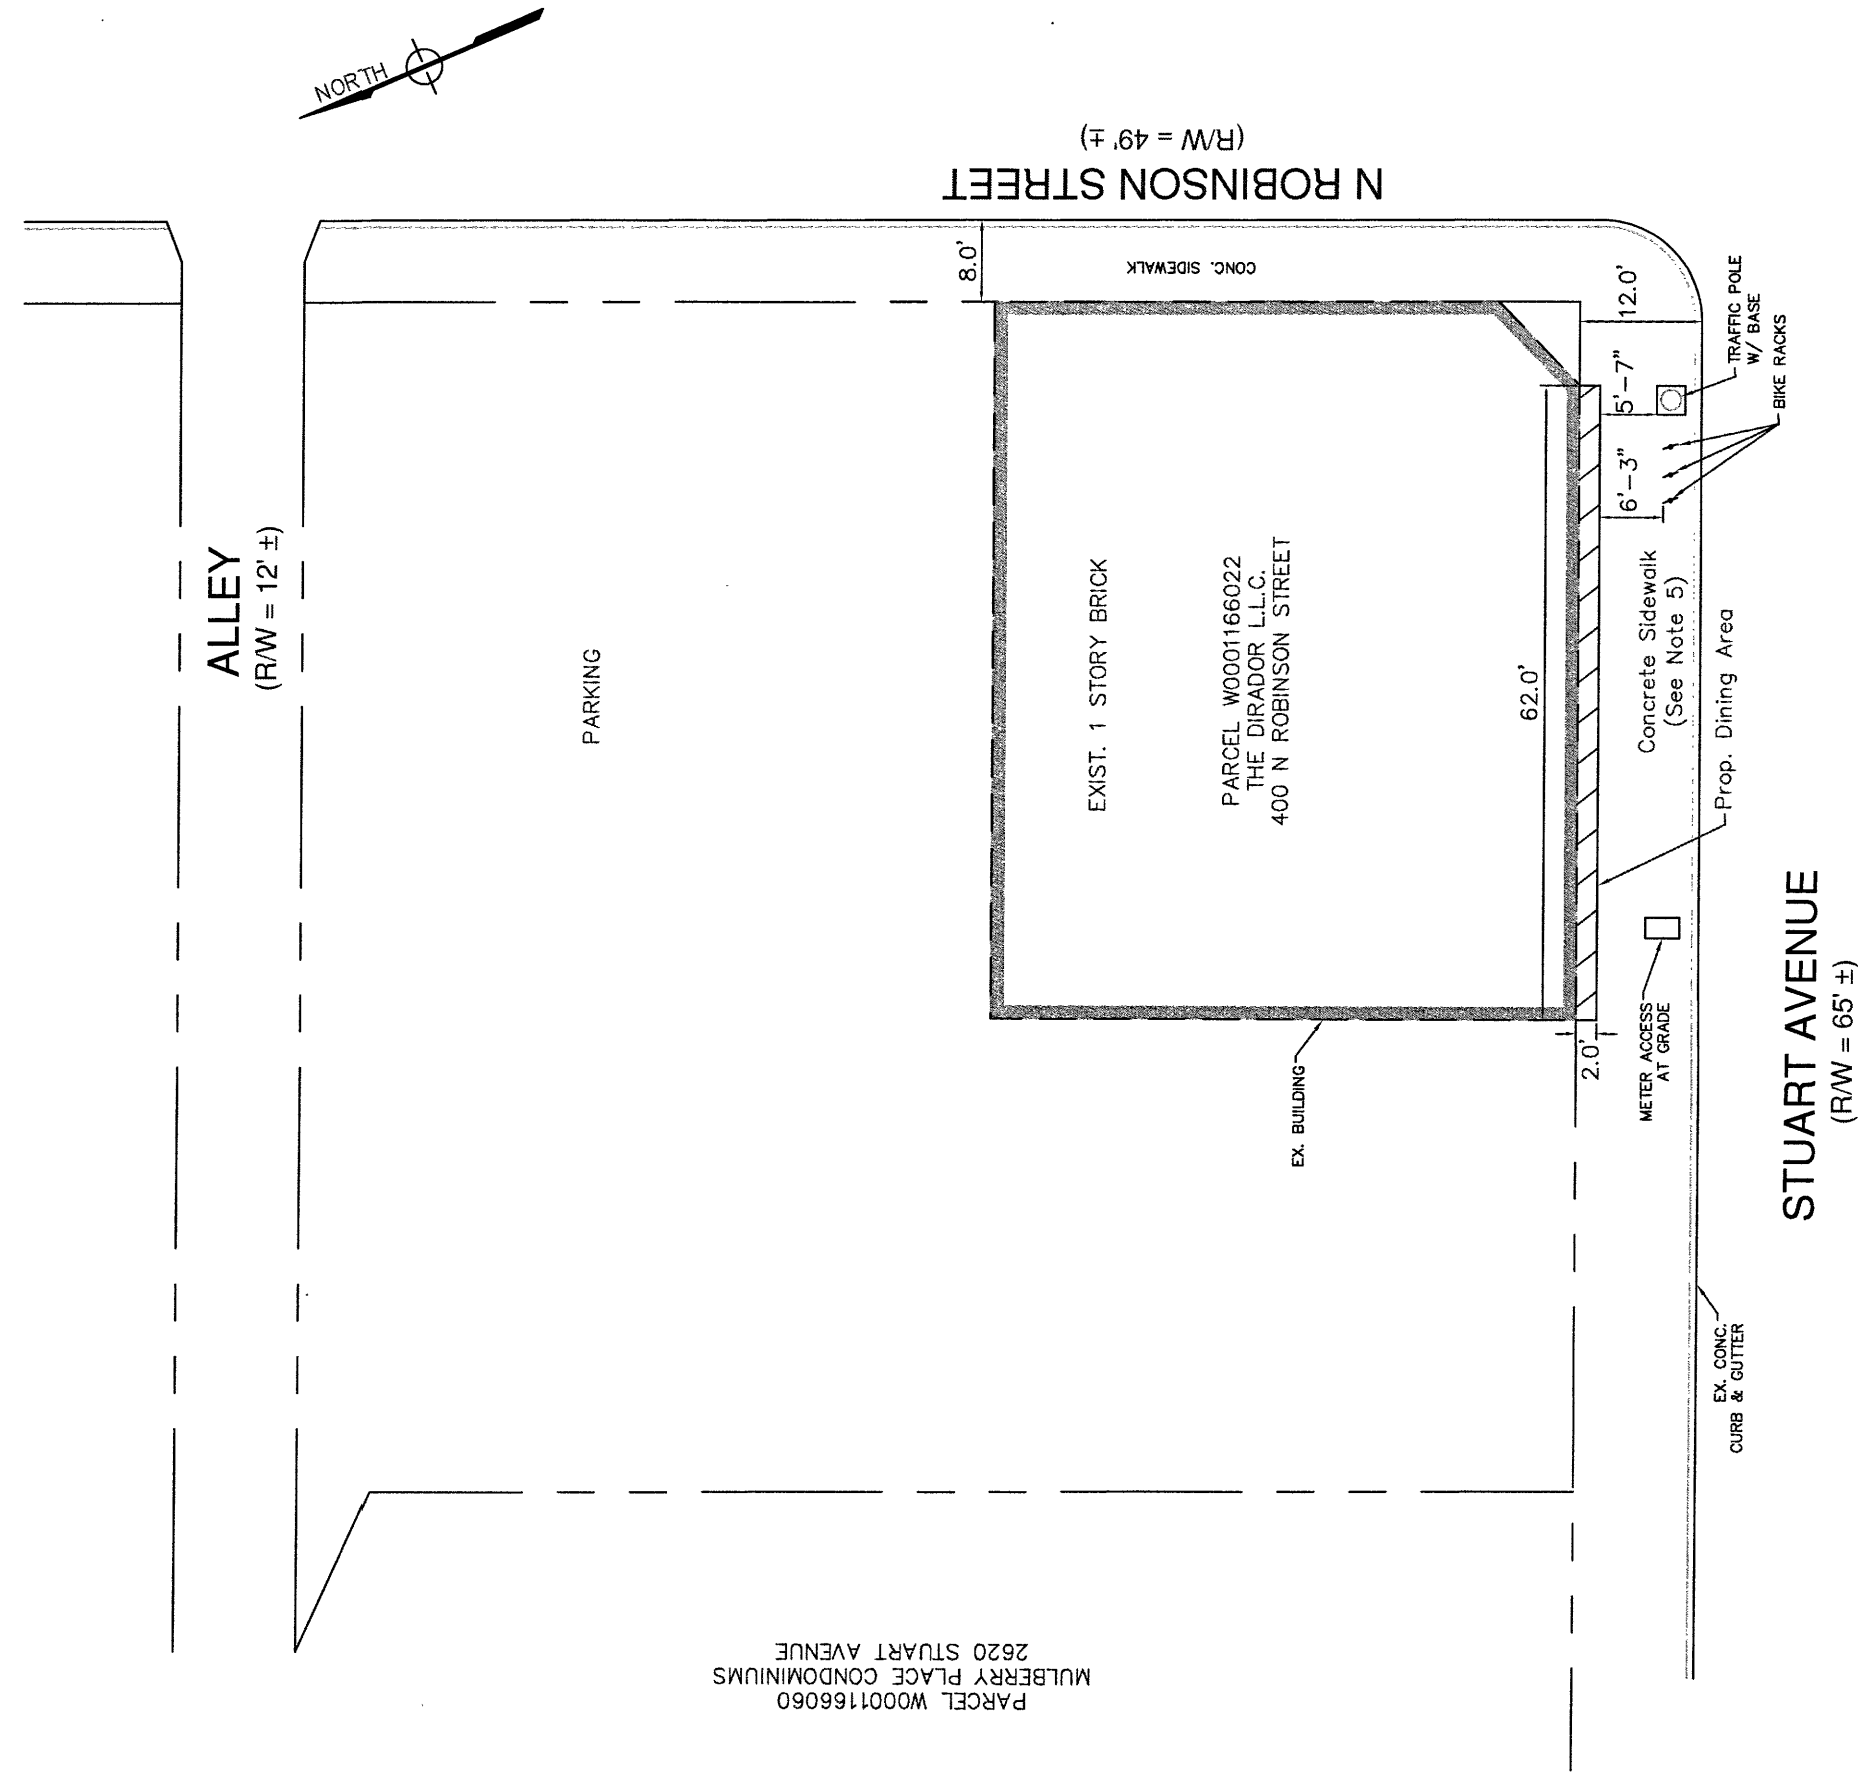 NORTH
N ROBINSON STREET
(R/W = 49' ±)
ALLEY
(R/W = 12' ±)
8.0'
CONC. SIDEWALK
PARKING
EXIST. 1 STORY BRICK
PARCEL W0001166022
THE DIRADOR L.L.C.
400 N ROBINSON STREET
12.0'
TRAFFIC POLE
W/ BASE
5'-7"
BIKE RACKS
6'-3"
62.0'
Concrete Sidewalk
(See Note 5)
Prop. Dining Area
2.0'
METER ACCESS
AT GRADE
EX. BUILDING
STUART AVENUE
(R/W = 65' ±)
EX. CONC.
CURB & GUTTER
PARCEL W0001166060
MULBERRY PLACE CONDOMINIUMS
2620 STUART AVENUE